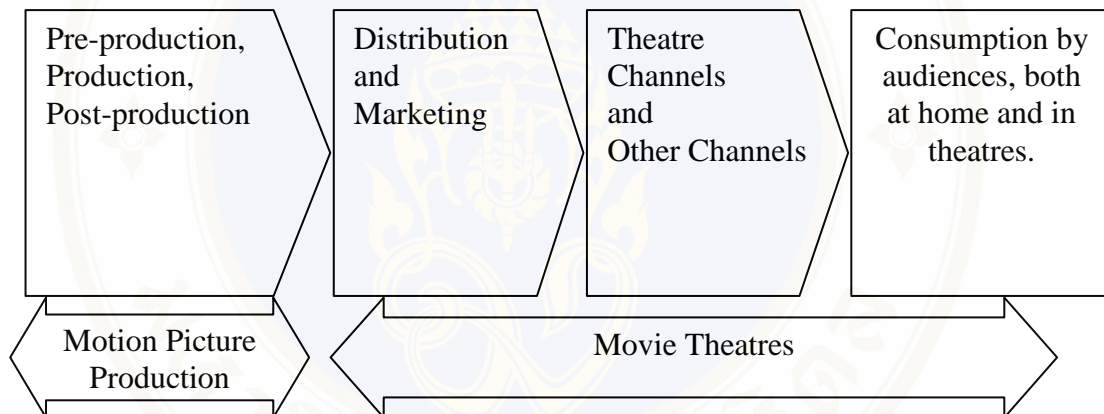 Pre-production,
Production,
Post-production
Distribution
and
Marketing
Theatre
Channels
and
Other Channels
Consumption by
audiences, both
at home and in
theatres.
Motion Picture
Production
Movie Theatres